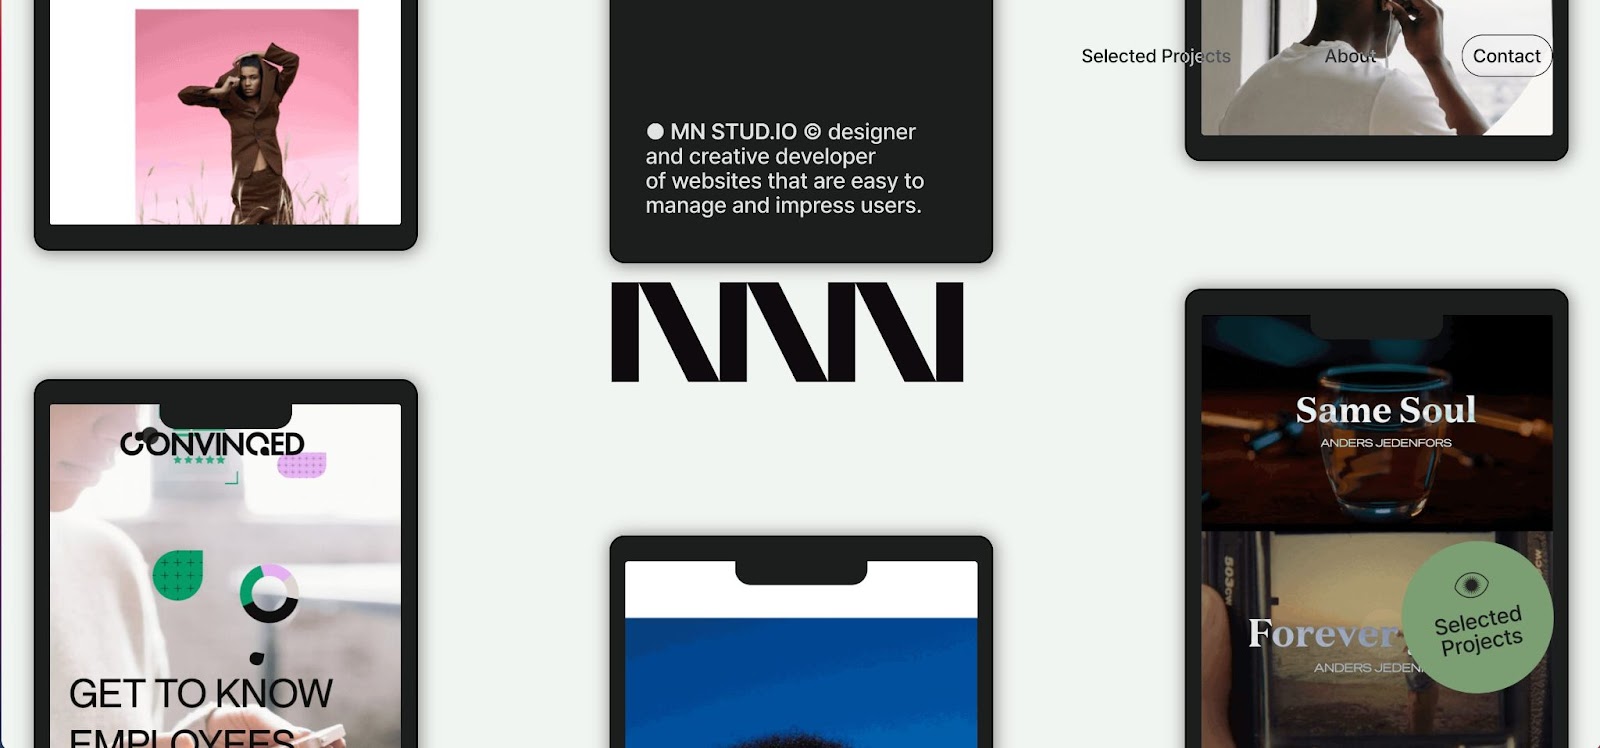 Selected Projects
About
Contact
● MN STUD.IO © designer
and creative developer
of websites that are easy to
manage and impress users.
CONVINCED
GET TO KNOW
EMPLOYEES
Same Soul
ANDERS JEDENFORS
Forever
ANDERS JEDEN
Selected
Projects